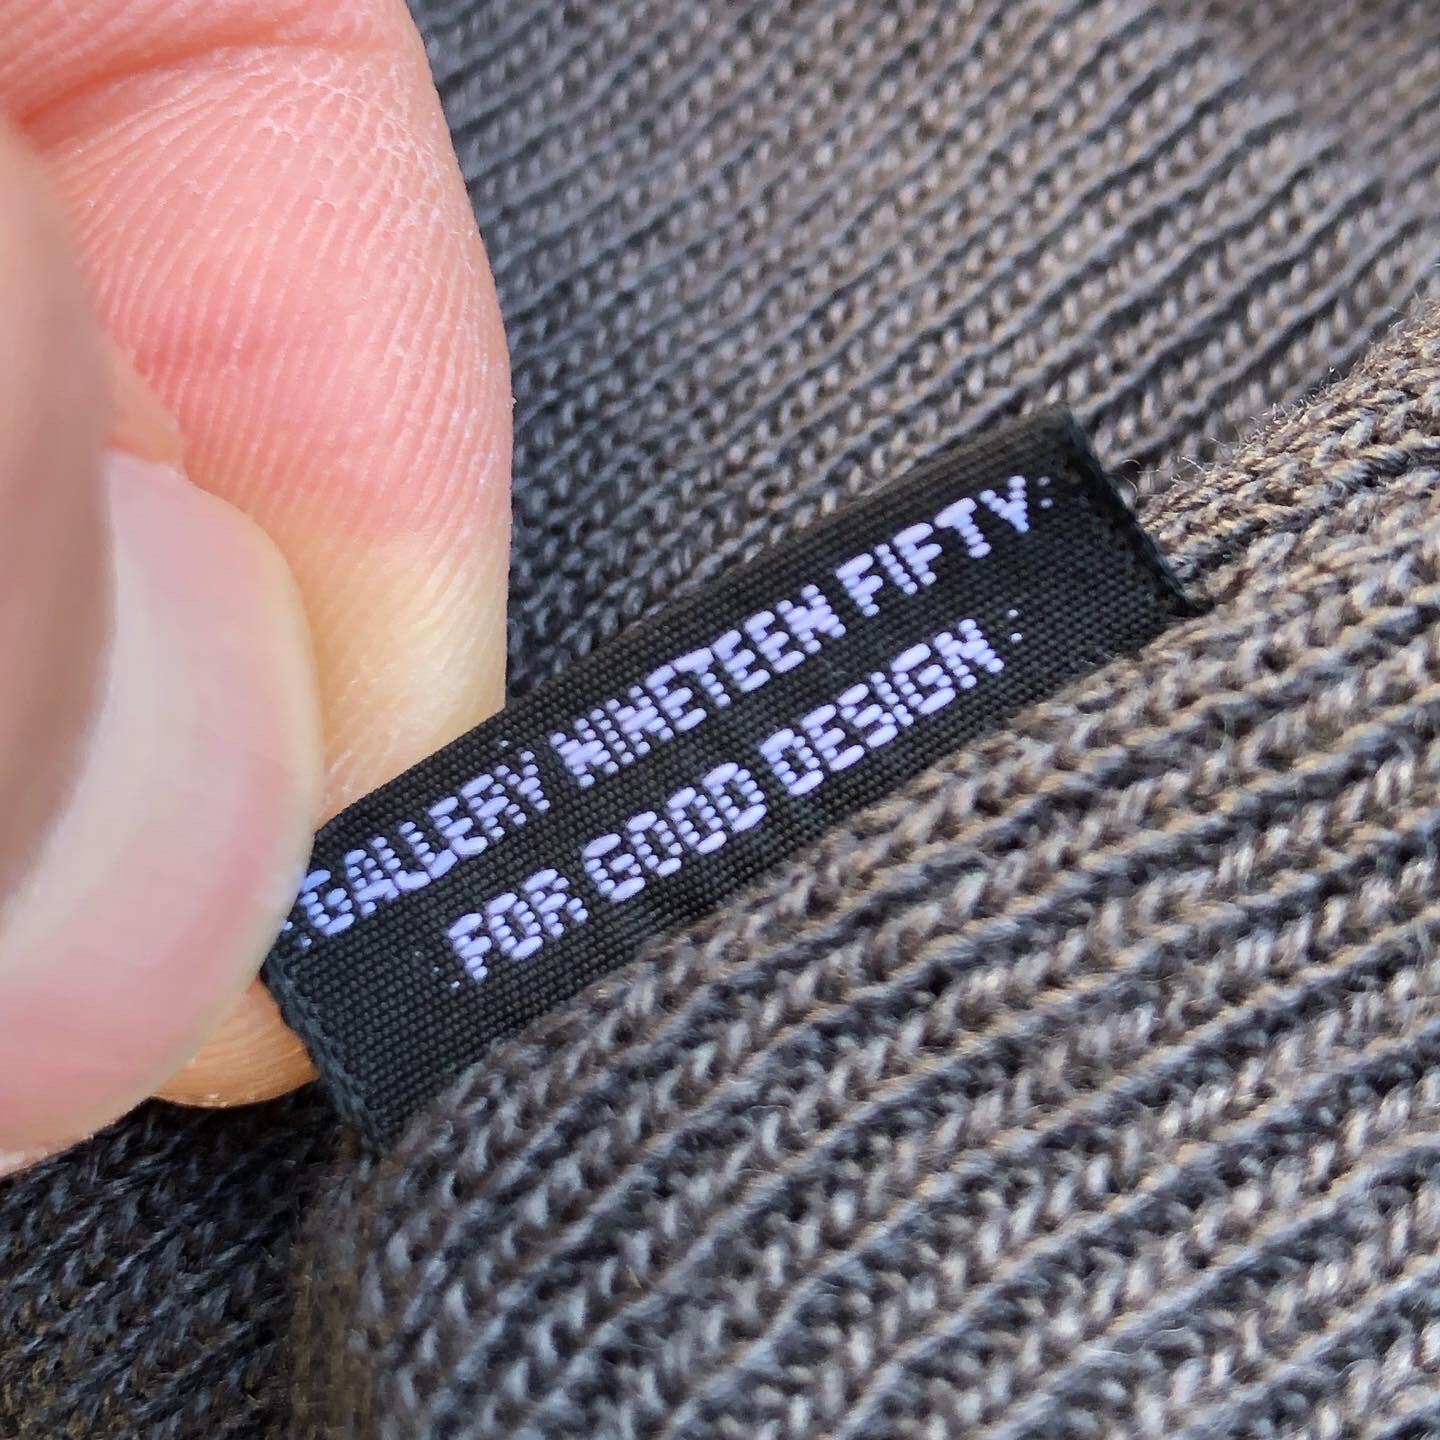 :GALLERY NINETEEN FIFTY:
:FOR GOOD DESIGN: